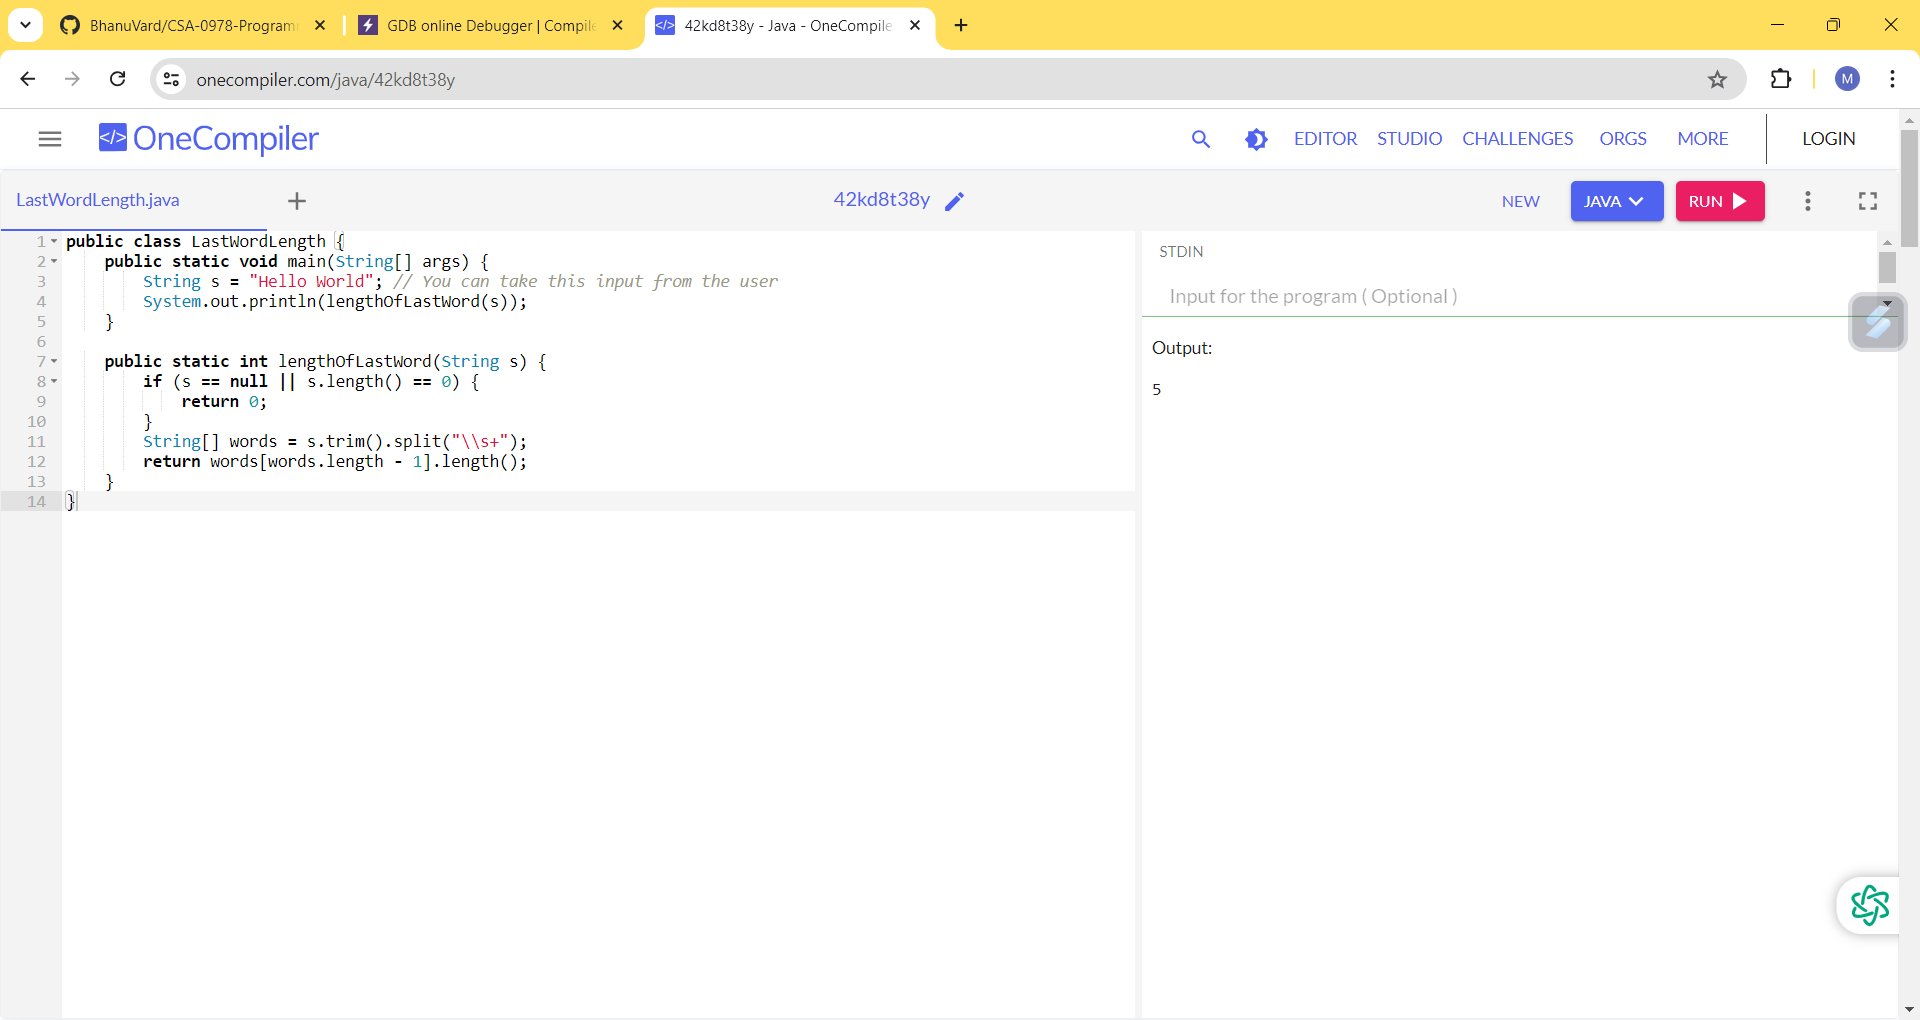 BhanuVard/CSA-0978-Program
GDB online Debugger | Compile
42kd8t38y - Java - OneCompile
onecompiler.com/java/42kd8t38y
M
</> OneCompiler
EDITOR STUDIO CHALLENGES ORGS MORE LOGIN
LastWordLength.java
42kd8t38y
NEW JAVA RUN
1 public class LastWordLength {
2 public static void main(String[] args) {
3 String s = "Hello World"; // You can take this input from the user
4 System.out.println(lengthOfLastWord(s));
5 }
6
7 public static int lengthOfLastWord(String s) {
8 if (s == null || s.length() == 0) {
9 return 0;
10 }
11 String[] words = s.trim().split("\\s+");
12 return words[words.length - 1].length();
13 }
14 }
STDIN
Input for the program ( Optional )
Output:
5